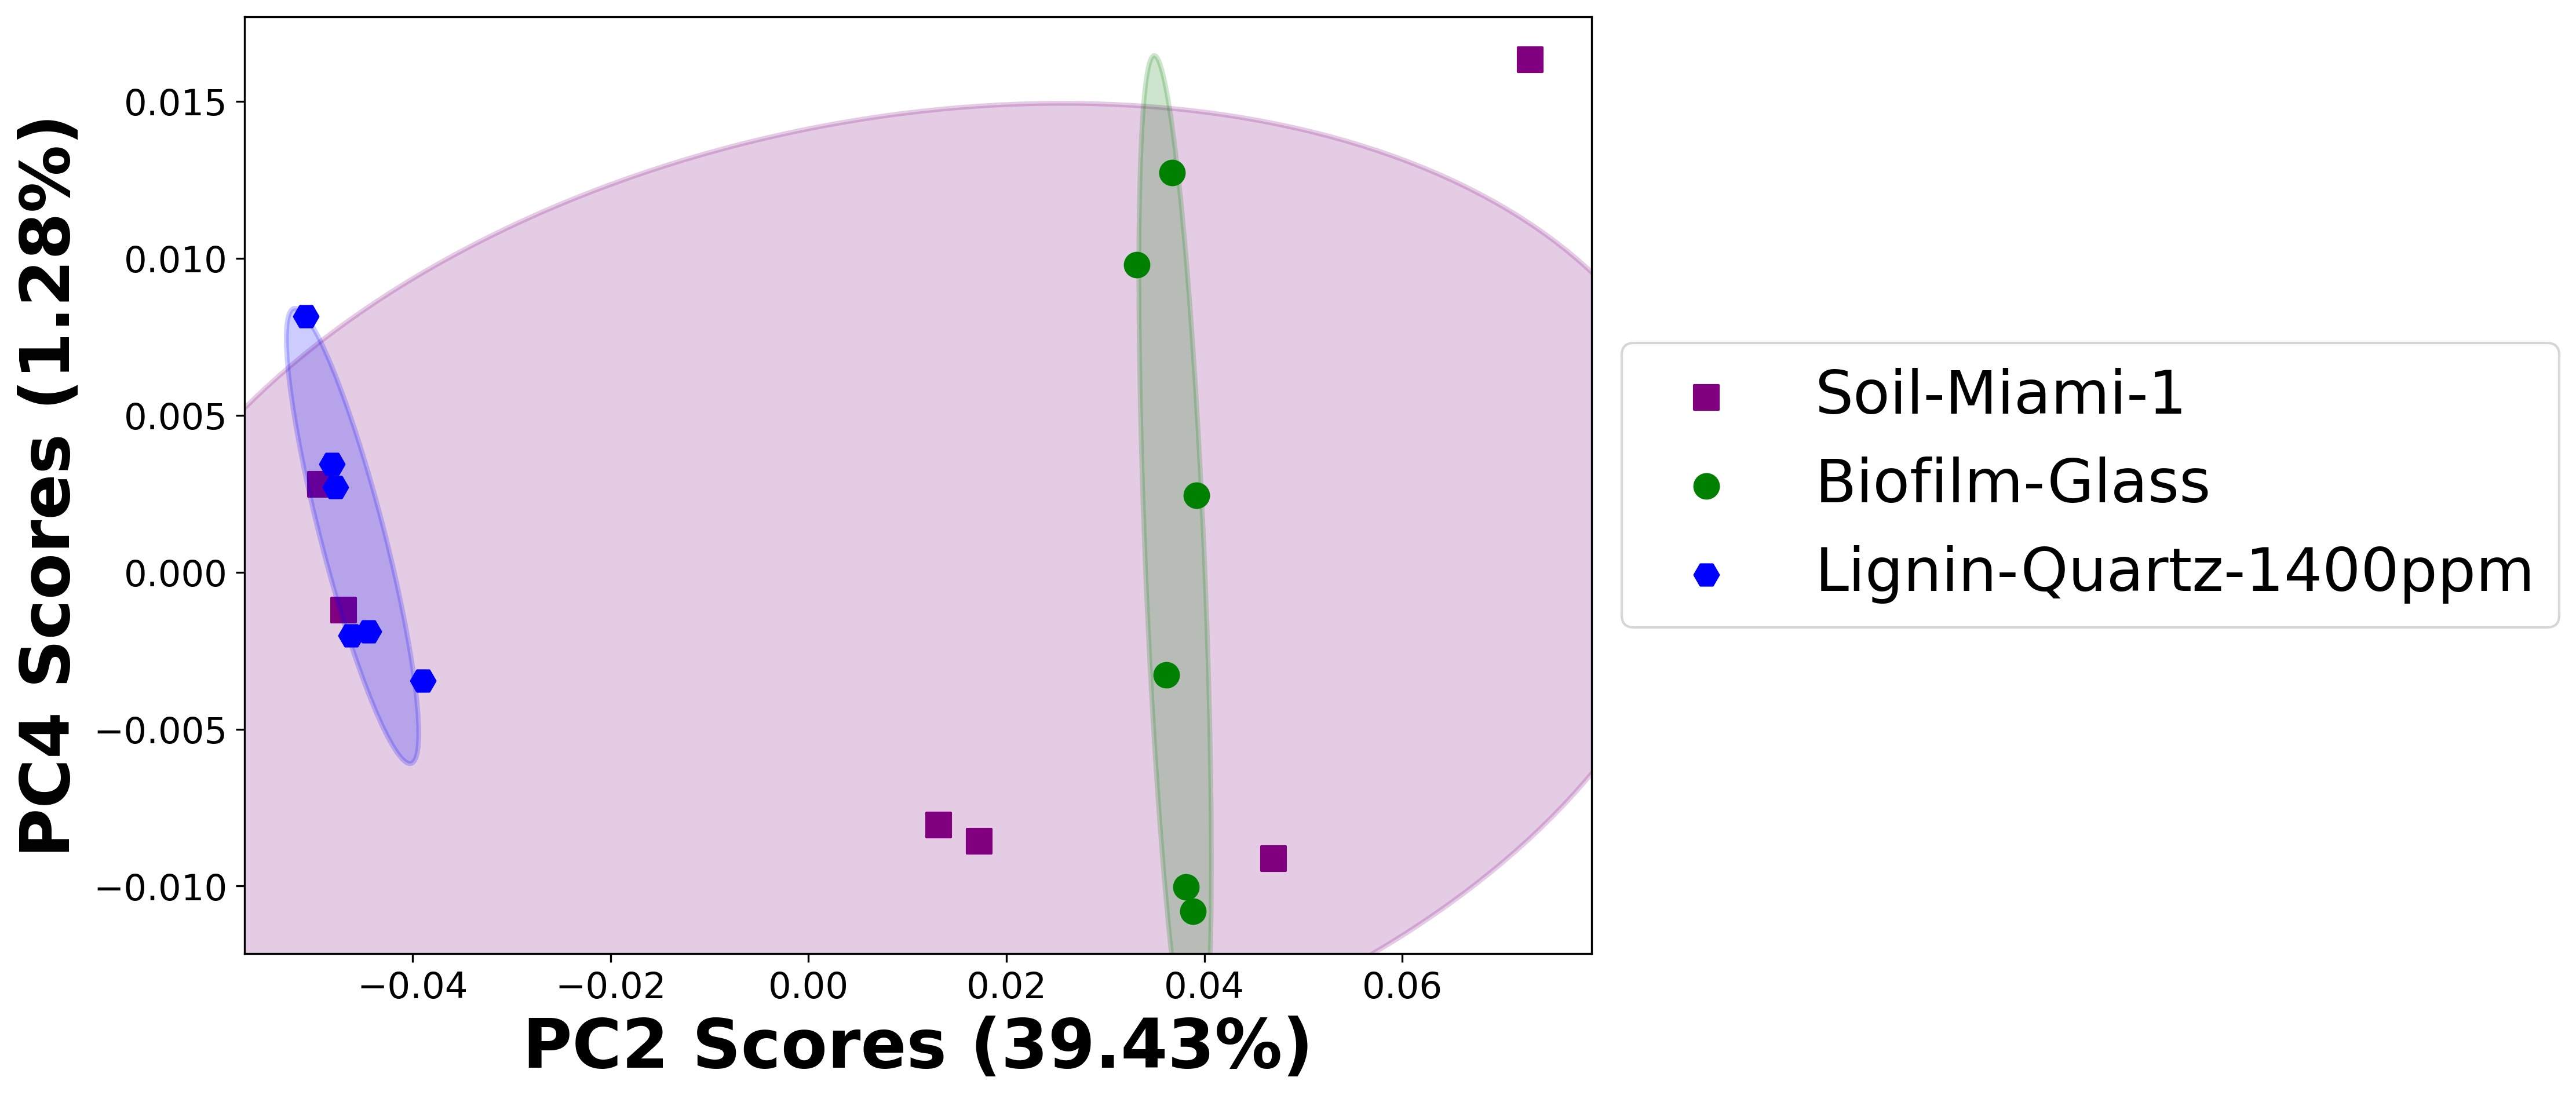 PC4 Scores (1.28%)
0.015
0.010
0.005
0.000
−0.005
−0.010
−0.04
−0.02
0.00
0.02
0.04
0.06
PC2 Scores (39.43%)
Soil-Miami-1
Biofilm-Glass
Lignin-Quartz-1400ppm